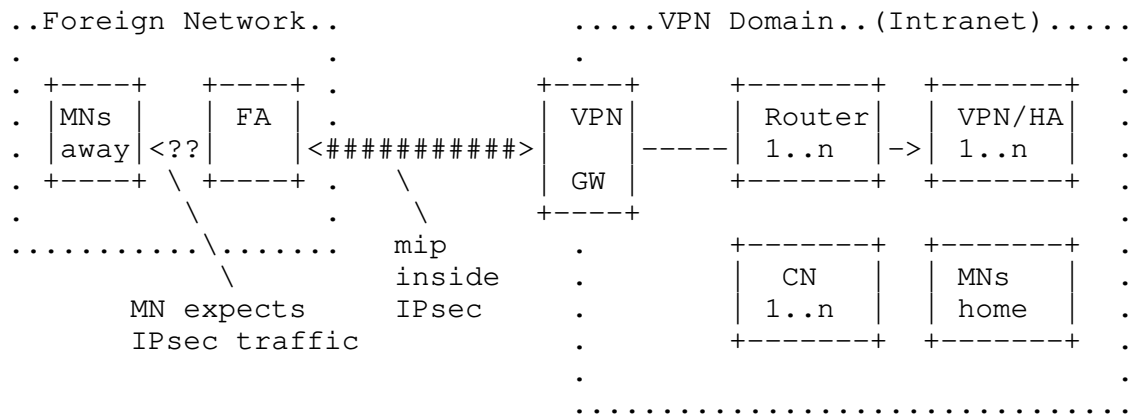 ..Foreign Network..             .....VPN Domain..(Intranet).....
.                 .             .                              .
.  +----+  +----+ .           +----+     +-------+  +-------+  .
.  |MNs |  | FA | .           | VPN|     | Router|  | VPN/HA|  .
.  |away|<??|    |<###########>|    |-----| 1..n  |->| 1..n  |  .
.  +----+ \ +----+ .   \       | GW |     +-------+  +-------+  .
.          \       .    \      +----+                           .
............\.......    mip      .       +-------+  +-------+  .
             \          inside   .       |  CN   |  | MNs   |  .
        MN expects      IPsec    .       | 1..n  |  | home  |  .
        IPsec traffic            .       +-------+  +-------+  .
                                 .                             .
                                 ................................